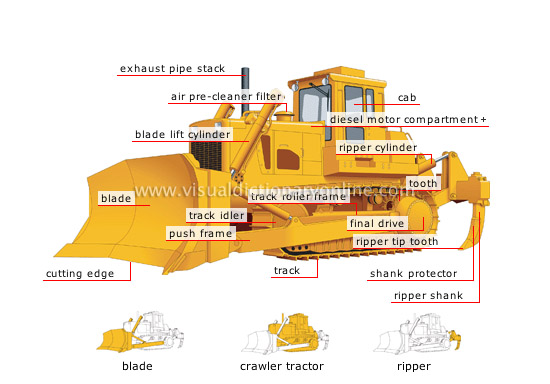 exhaust pipe stack
air pre-cleaner filter
cab
diesel motor compartment +
blade lift cylinder
ripper cylinder
tooth
www.visualdictionaryonline.com
blade
track roller frame
track idler
final drive
push frame
ripper tip tooth
cutting edge
track
shank protector
ripper shank
blade
crawler tractor
ripper